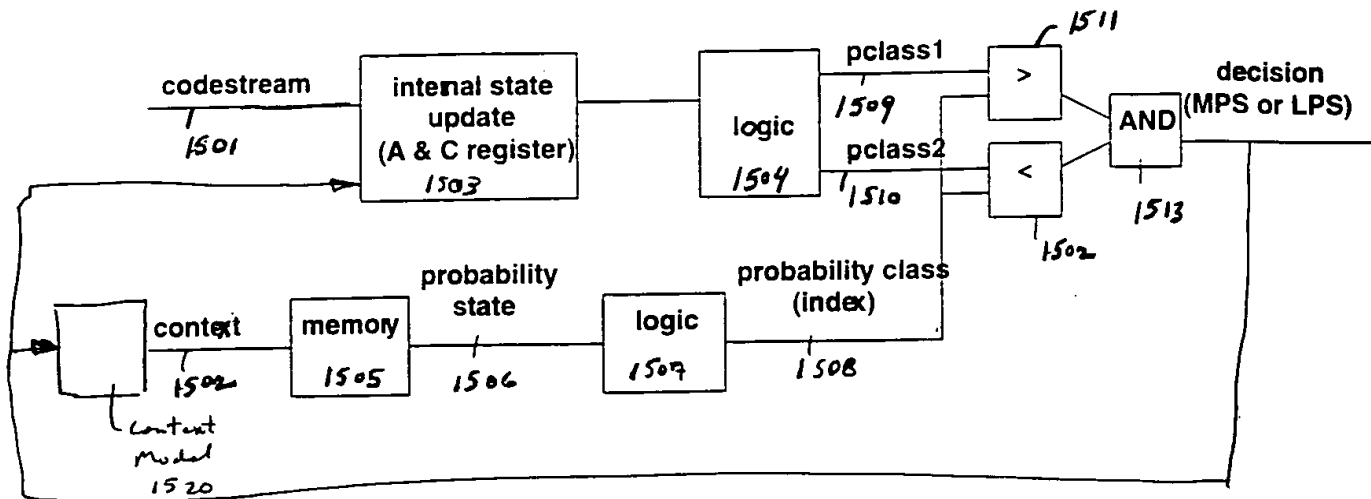 1511
codestream
1501
internal state
update
(A & C register)
1503
logic
1504
pclass1
1509
pclass2
1510
>
<
1502
AND
1513
decision
(MPS or LPS)
context
1502
Context
Model
1520
memory
1505
probability
state
1506
logic
1507
probability class
(index)
1508